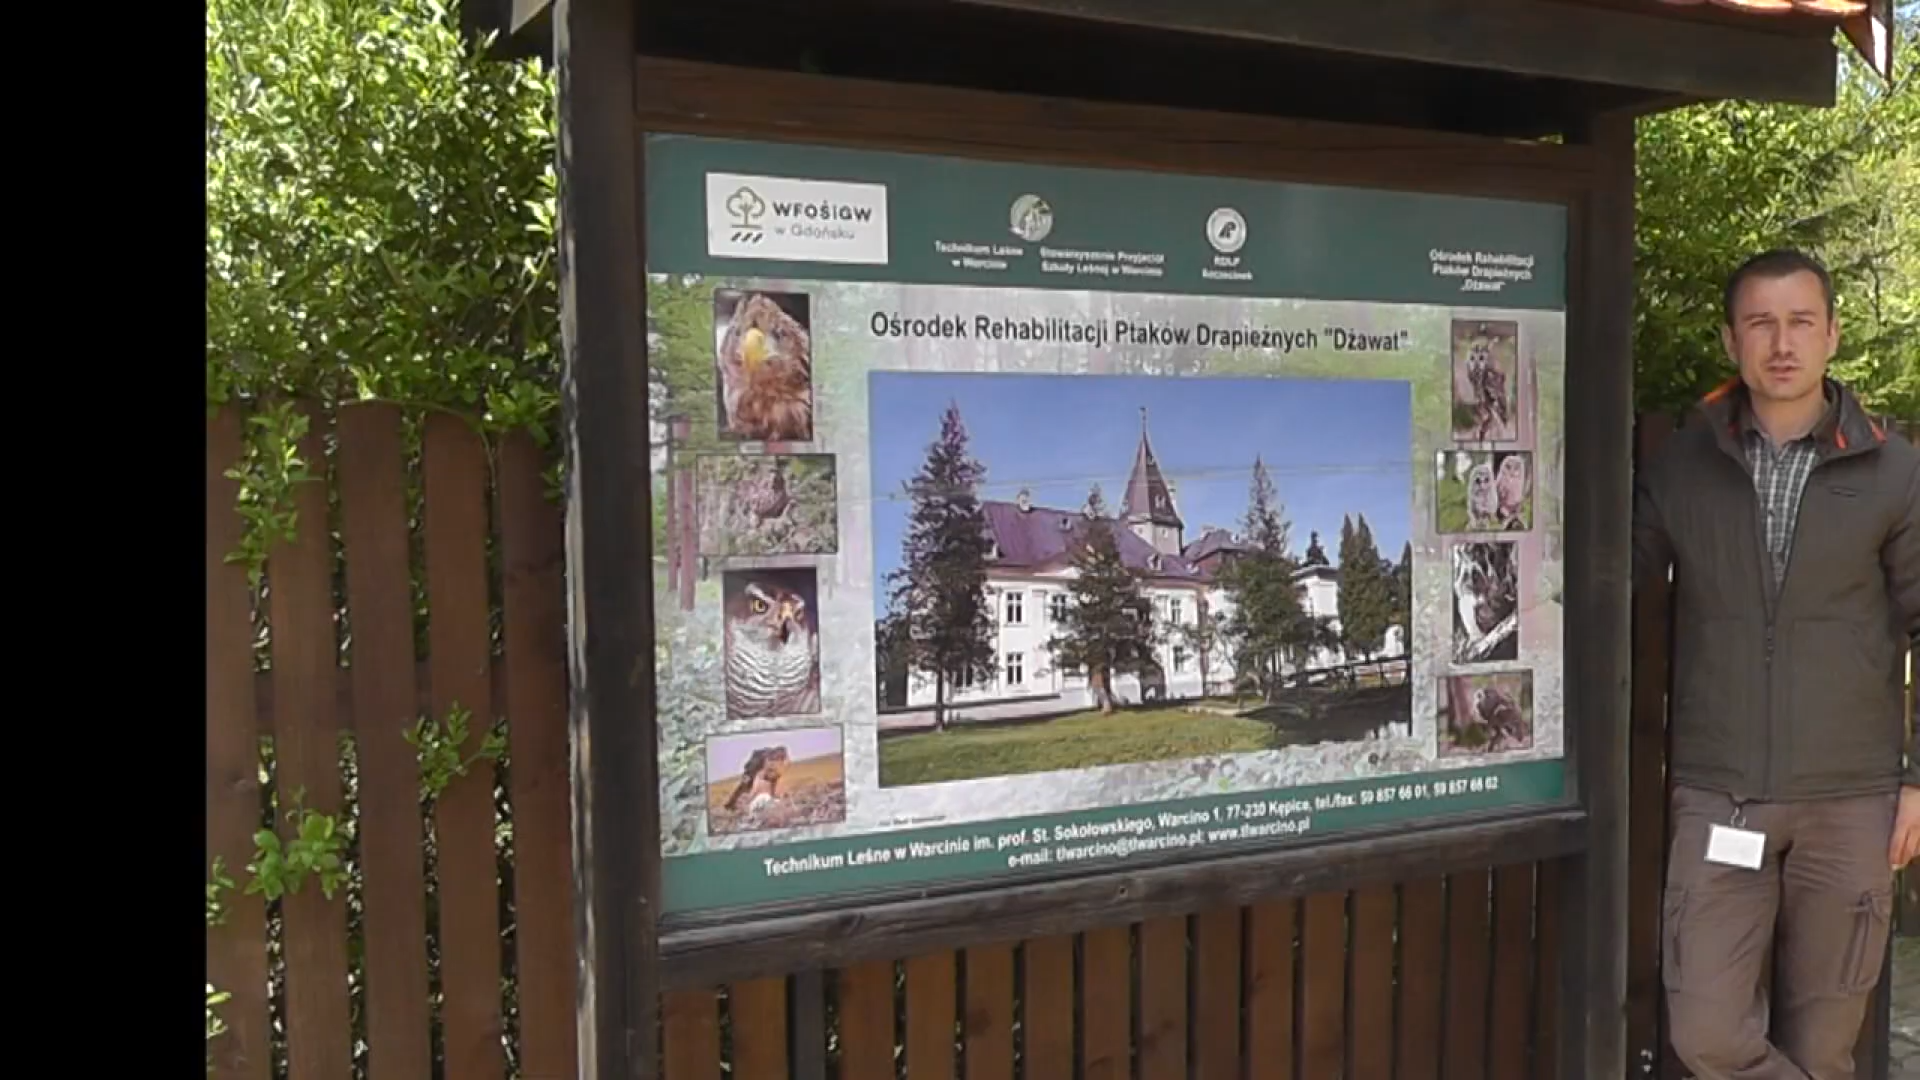 WFOŚiGW
w Gdańsku
Technikum Leśne
w Warcinie
Stowarzyszenie Przyjaciół
Szkoły Leśnej w Warcinie
RDLP
Szczecinek
Ośrodek Rehabilitacji
Ptaków Drapieżnych
„Dżawat"
Ośrodek Rehabilitacji Ptaków Drapieżnych "Dżawat"
Technikum Leśne w Warcinie im. prof. St. Sokołowskiego, Warcino 1, 77-230 Kępice, tel./fax: 59 857 66 01, 59 857 66 02
e-mail: tlwarcino@tlwarcino.pl; www.tlwarcino.pl